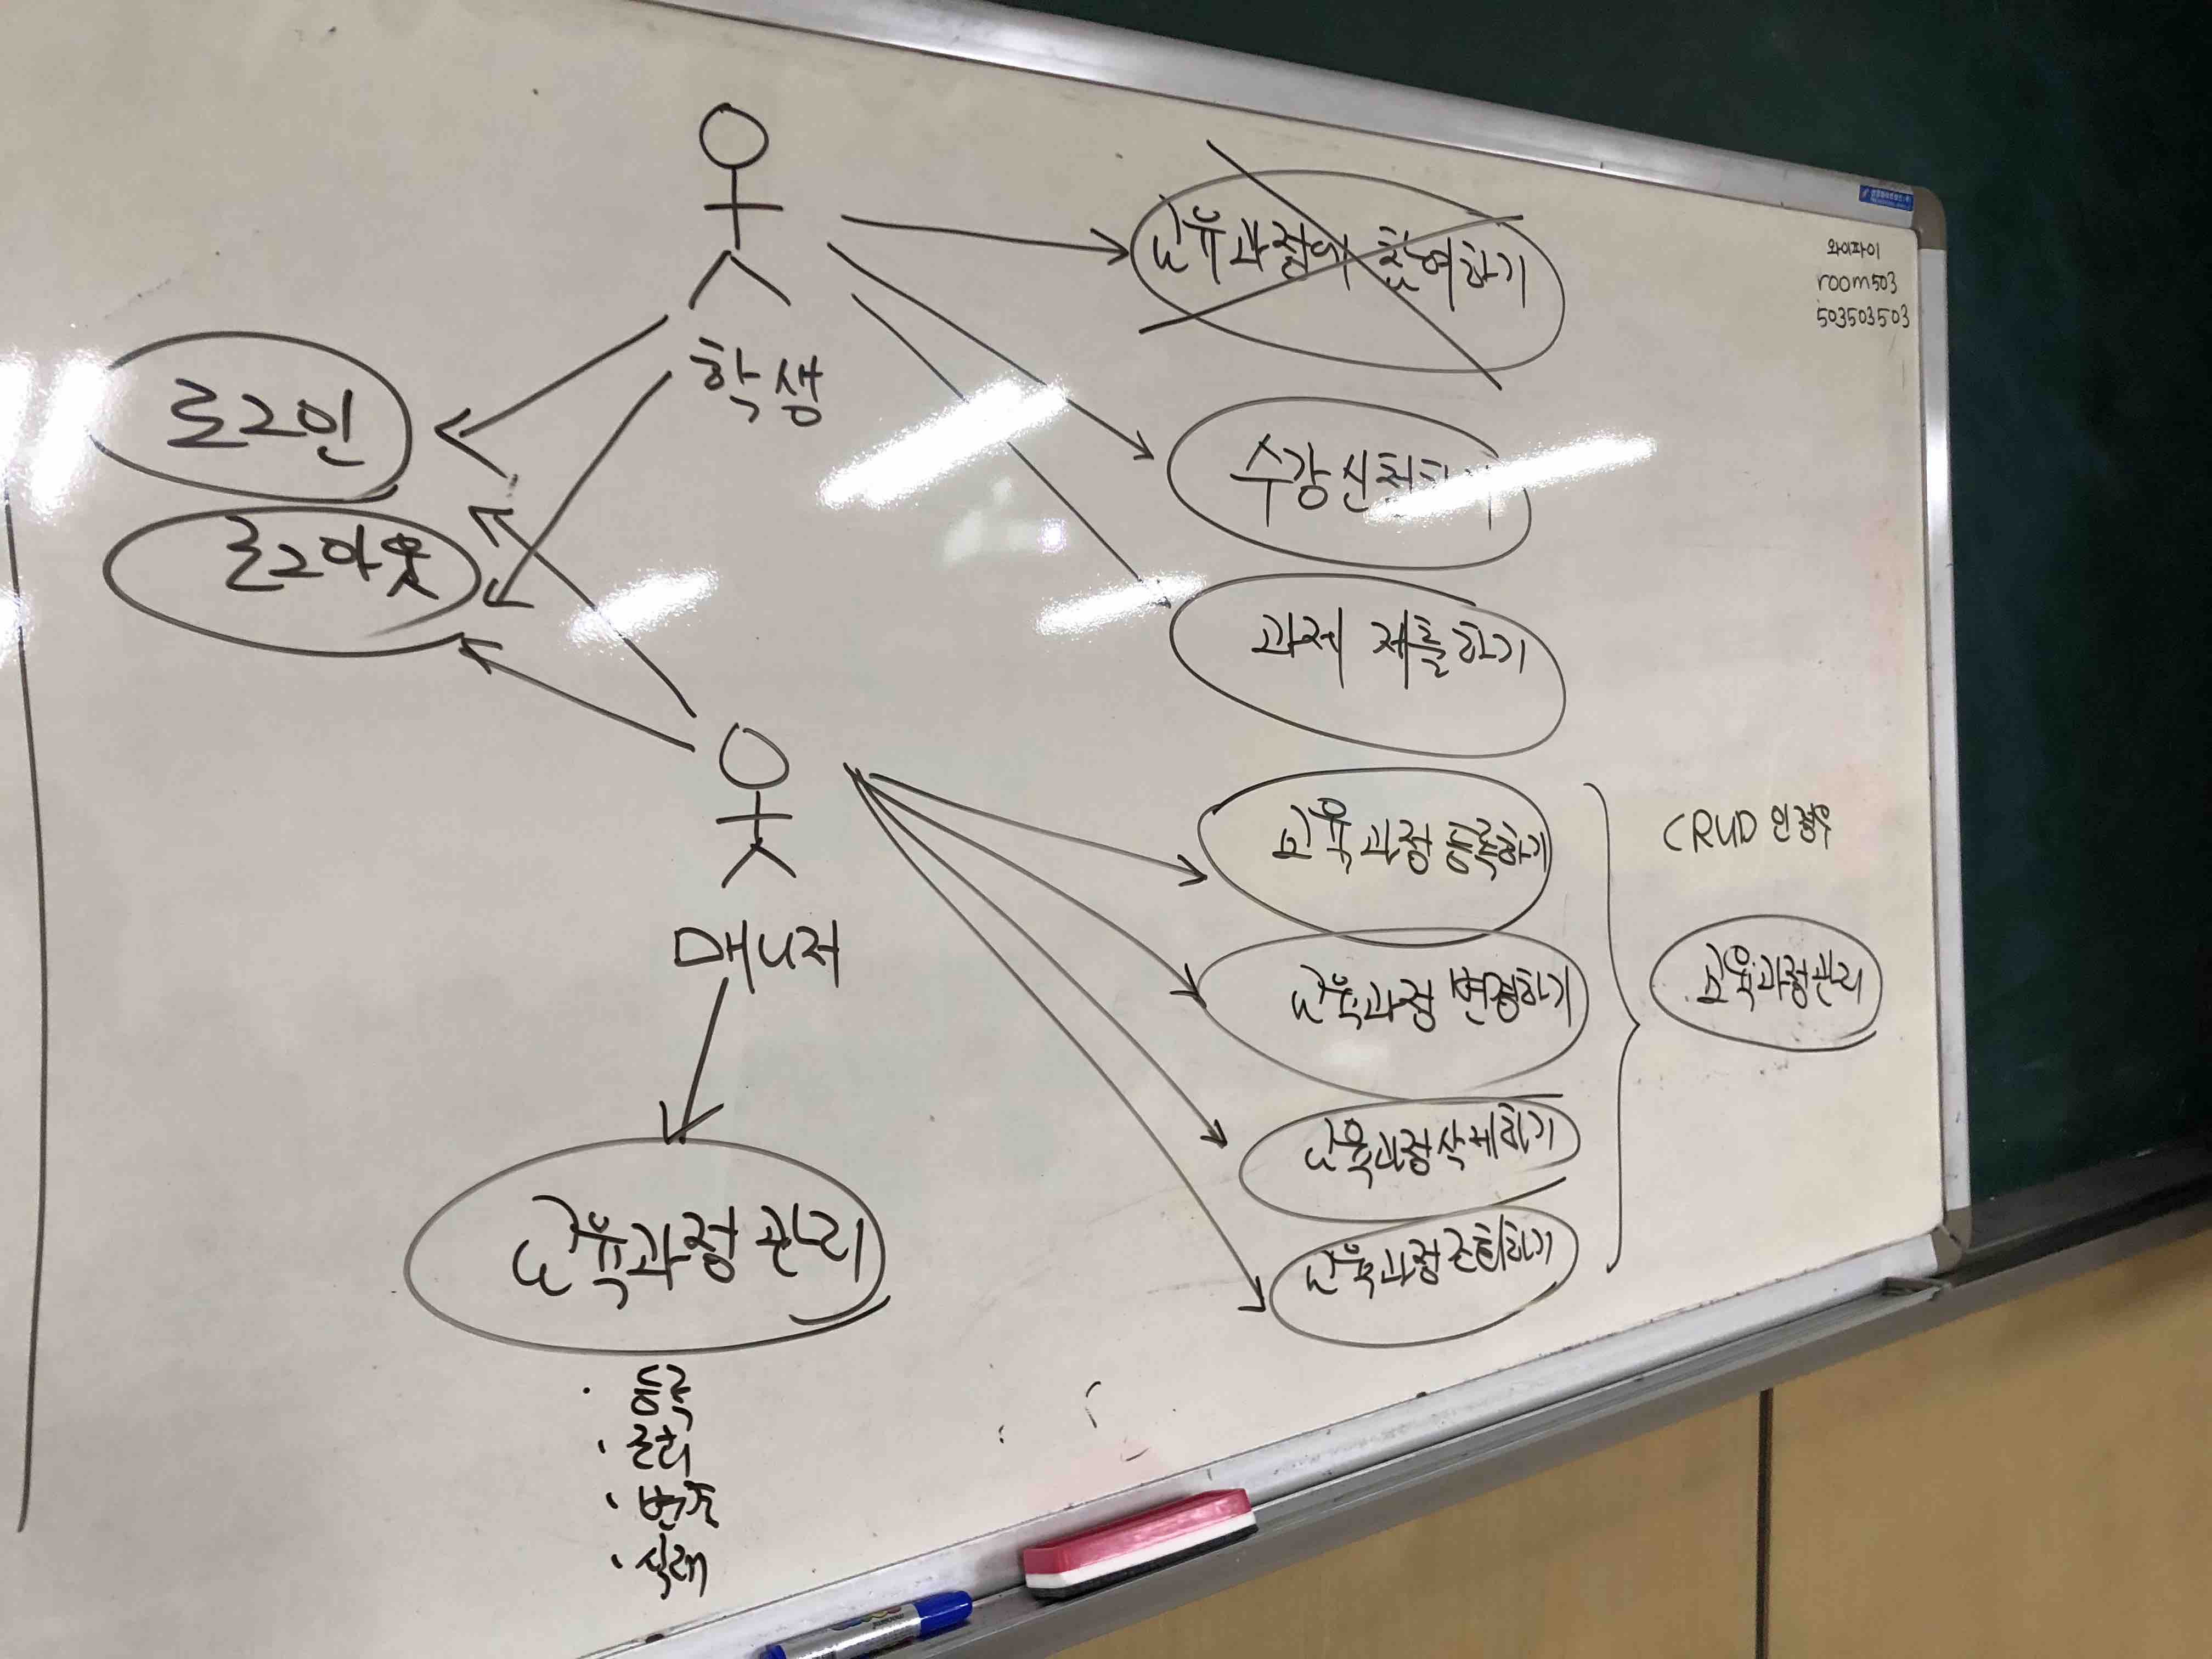 교육과정에 참여하기
와이파이
room503
503503503
학생
로그인
수강신청하기
로그아웃
과제 제출하기
교육과정 등록하기
CRUD 인경우
매니저
교육과정 변경하기
교육과정관리
교육과정삭제하기
교육과정 관리
교육과정조회하기
· 등록
· 조회
· 변경
· 삭제